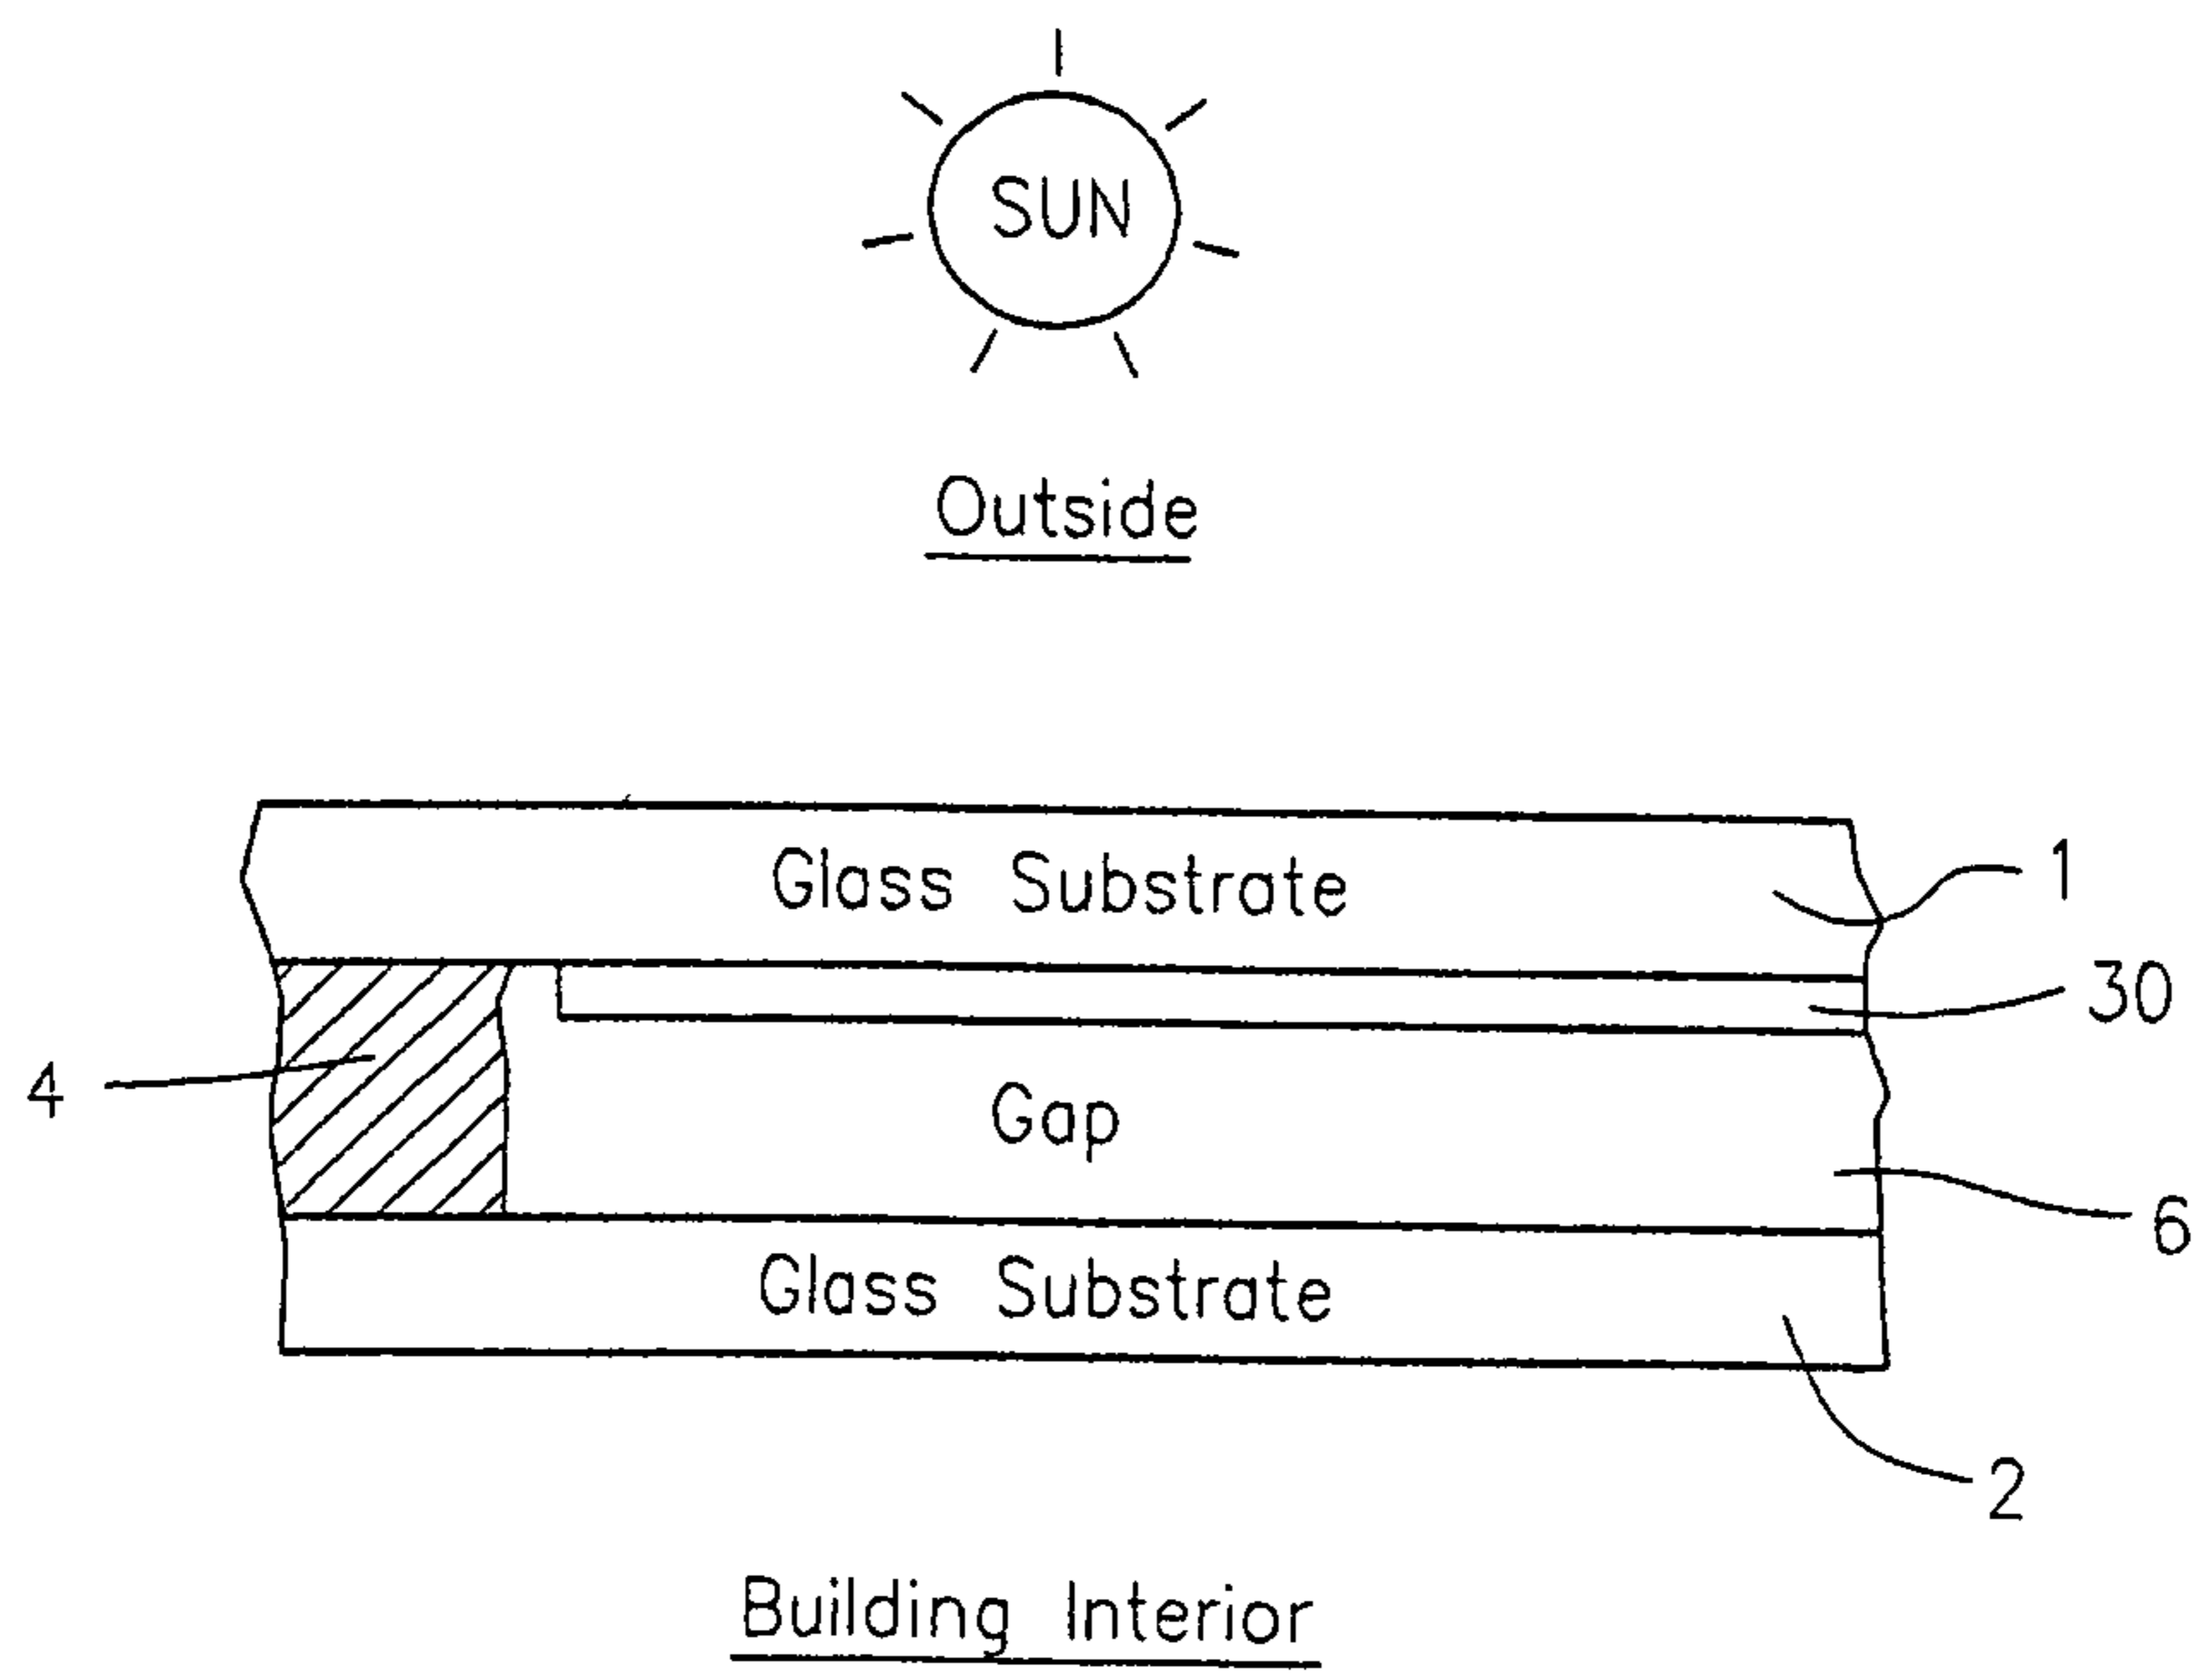 SUN
Outside
Glass Substrate
1
30
4
Gap
6
Glass Substrate
2
Building Interior